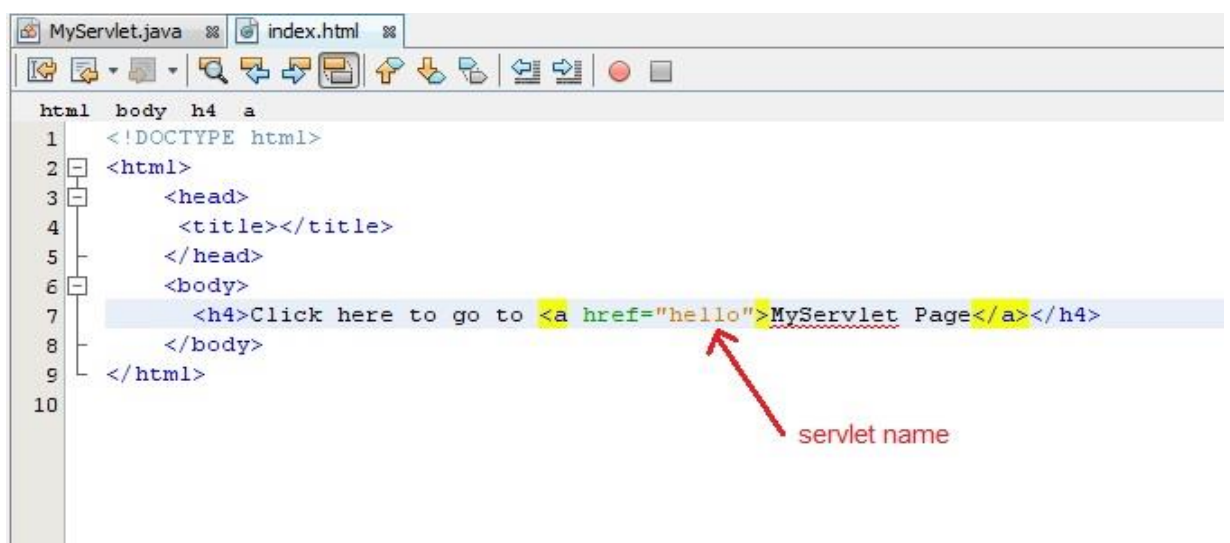 MyServlet.java index.html
html body h4 a
1 <!DOCTYPE html>
2 <html>
3 <head>
4 <title></title>
5 </head>
6 <body>
7 <h4>Click here to go to <a href="hello">MyServlet Page</a></h4>
8 </body>
9 </html>
10
servlet name